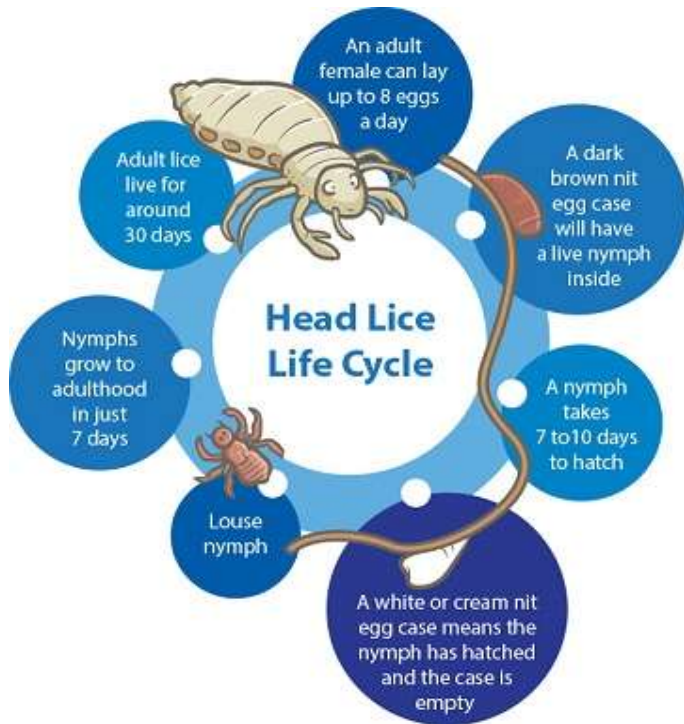 An adult
female can lay
up to 8 eggs
a day
A dark
brown nit
egg case
will have
a live nymph
inside
A nymph
takes
7 to10 days
to hatch
A white or cream nit
egg case means the
nymph has hatched
and the case is
empty
Louse
nymph
Nymphs
grow to
adulthood
in just
7 days
Adult lice
live for
around
30 days
Head Lice
Life Cycle